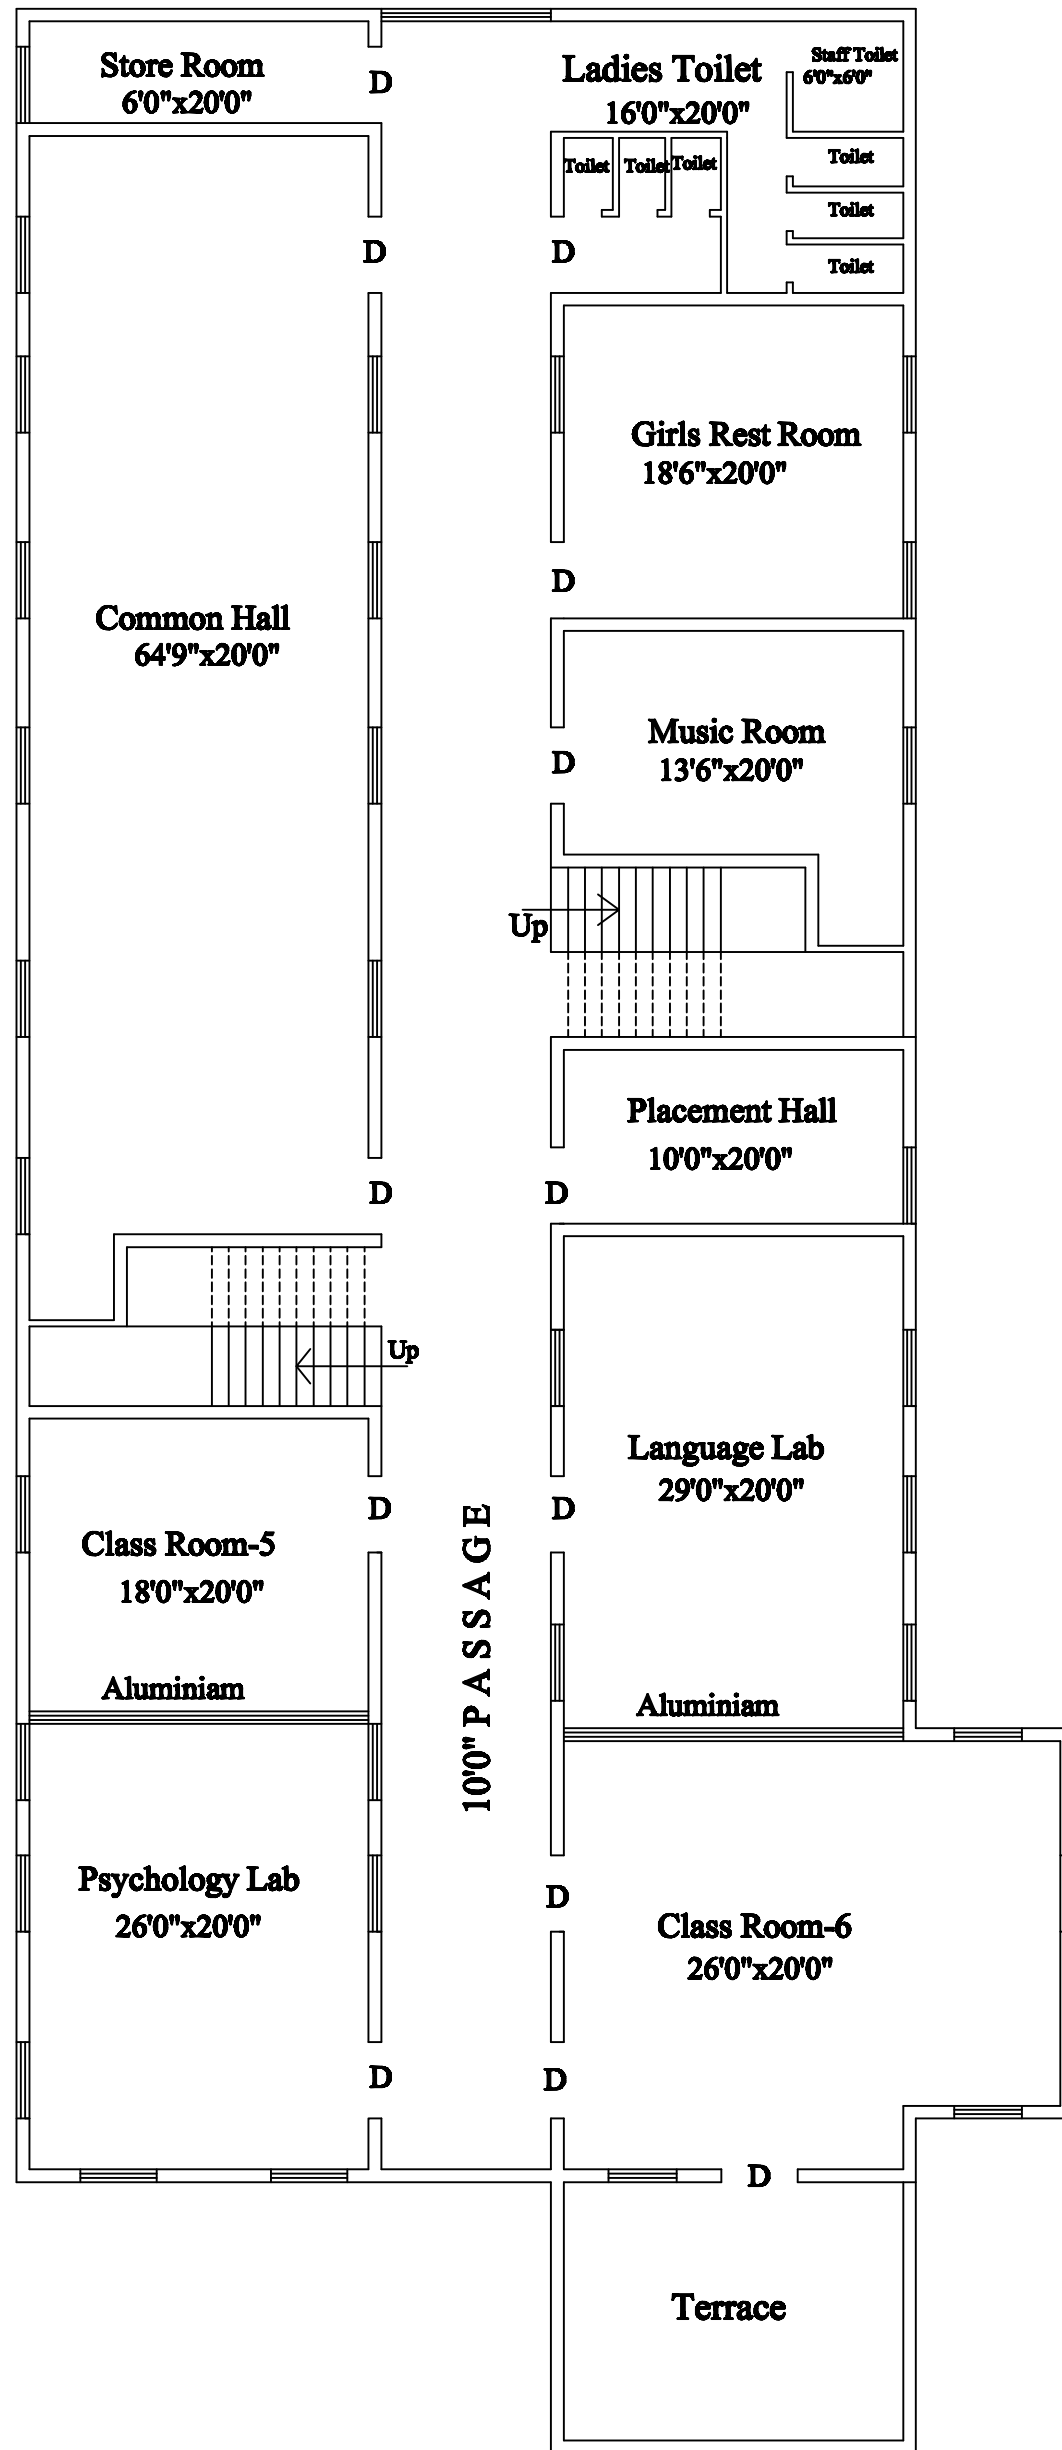 Store Room
6'0"x20'0"
D
Ladies Toilet
16'0"x20'0"
Staff Toilet
6'0"x6'0"
Toilet
Toilet
Toilet
Toilet
Toilet
Toilet
D
D
Girls Rest Room
18'6"x20'0"
D
Common Hall
64'9"x20'0"
Music Room
13'6"x20'0"
D
Up
Placement Hall
10'0"x20'0"
D
D
Up
Language Lab
29'0"x20'0"
D
D
Class Room-5
18'0"x20'0"
10'0" PASSAGE
Aluminiam
Aluminiam
Psychology Lab
26'0"x20'0"
D
Class Room-6
26'0"x20'0"
D
D
D
Terrace